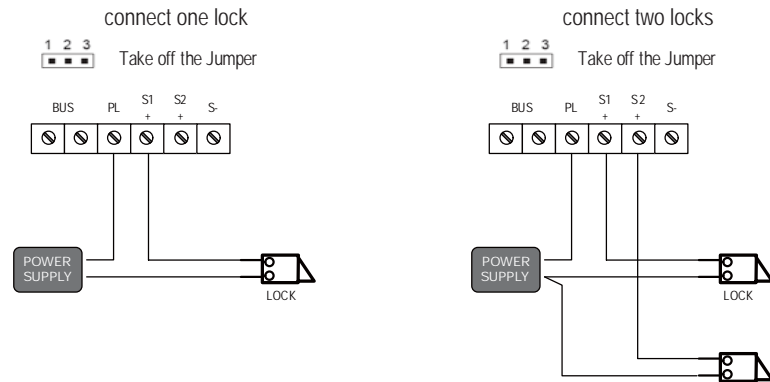 connect one lock
1 2 3
Take off the Jumper
BUS PL S1 + S2 + S-
POWER SUPPLY
LOCK
connect two locks
1 2 3
Take off the Jumper
BUS PL S1 + S2 + S-
POWER SUPPLY
LOCK